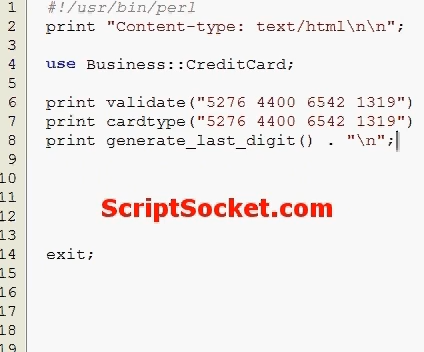 1 #!/usr/bin/perl
2 print "Content-type: text/html\n\n";
3
4 use Business::CreditCard;
5
6 print validate("5276 4400 6542 1319")
7 print cardtype("5276 4400 6542 1319")
8 print generate_last_digit() . "\n";
9
10
11 ScriptSocket.com
12
13
14 exit;
15
16
17
18
19